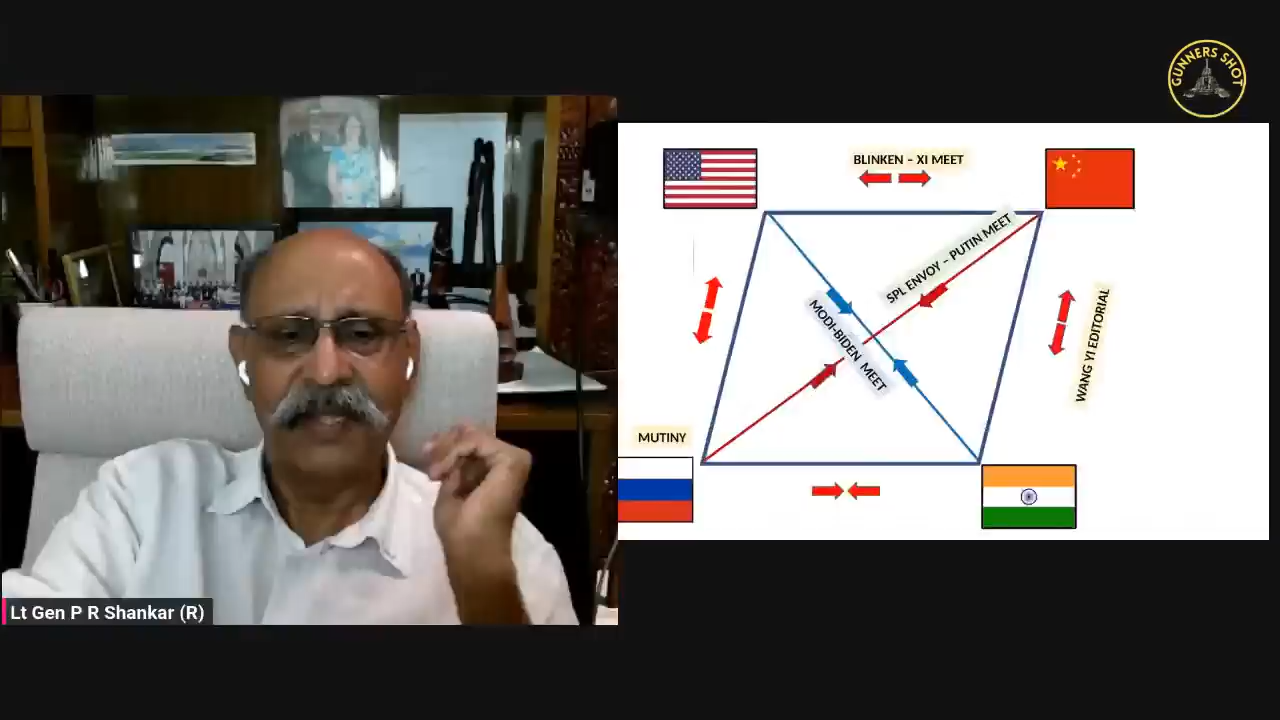 GUNNERS SHOT
BLINKEN – XI MEET
SPL ENVOY – PUTIN MEET
MODI-BIDEN MEET
WANG YI EDITORIAL
MUTINY
Lt Gen P R Shankar (R)